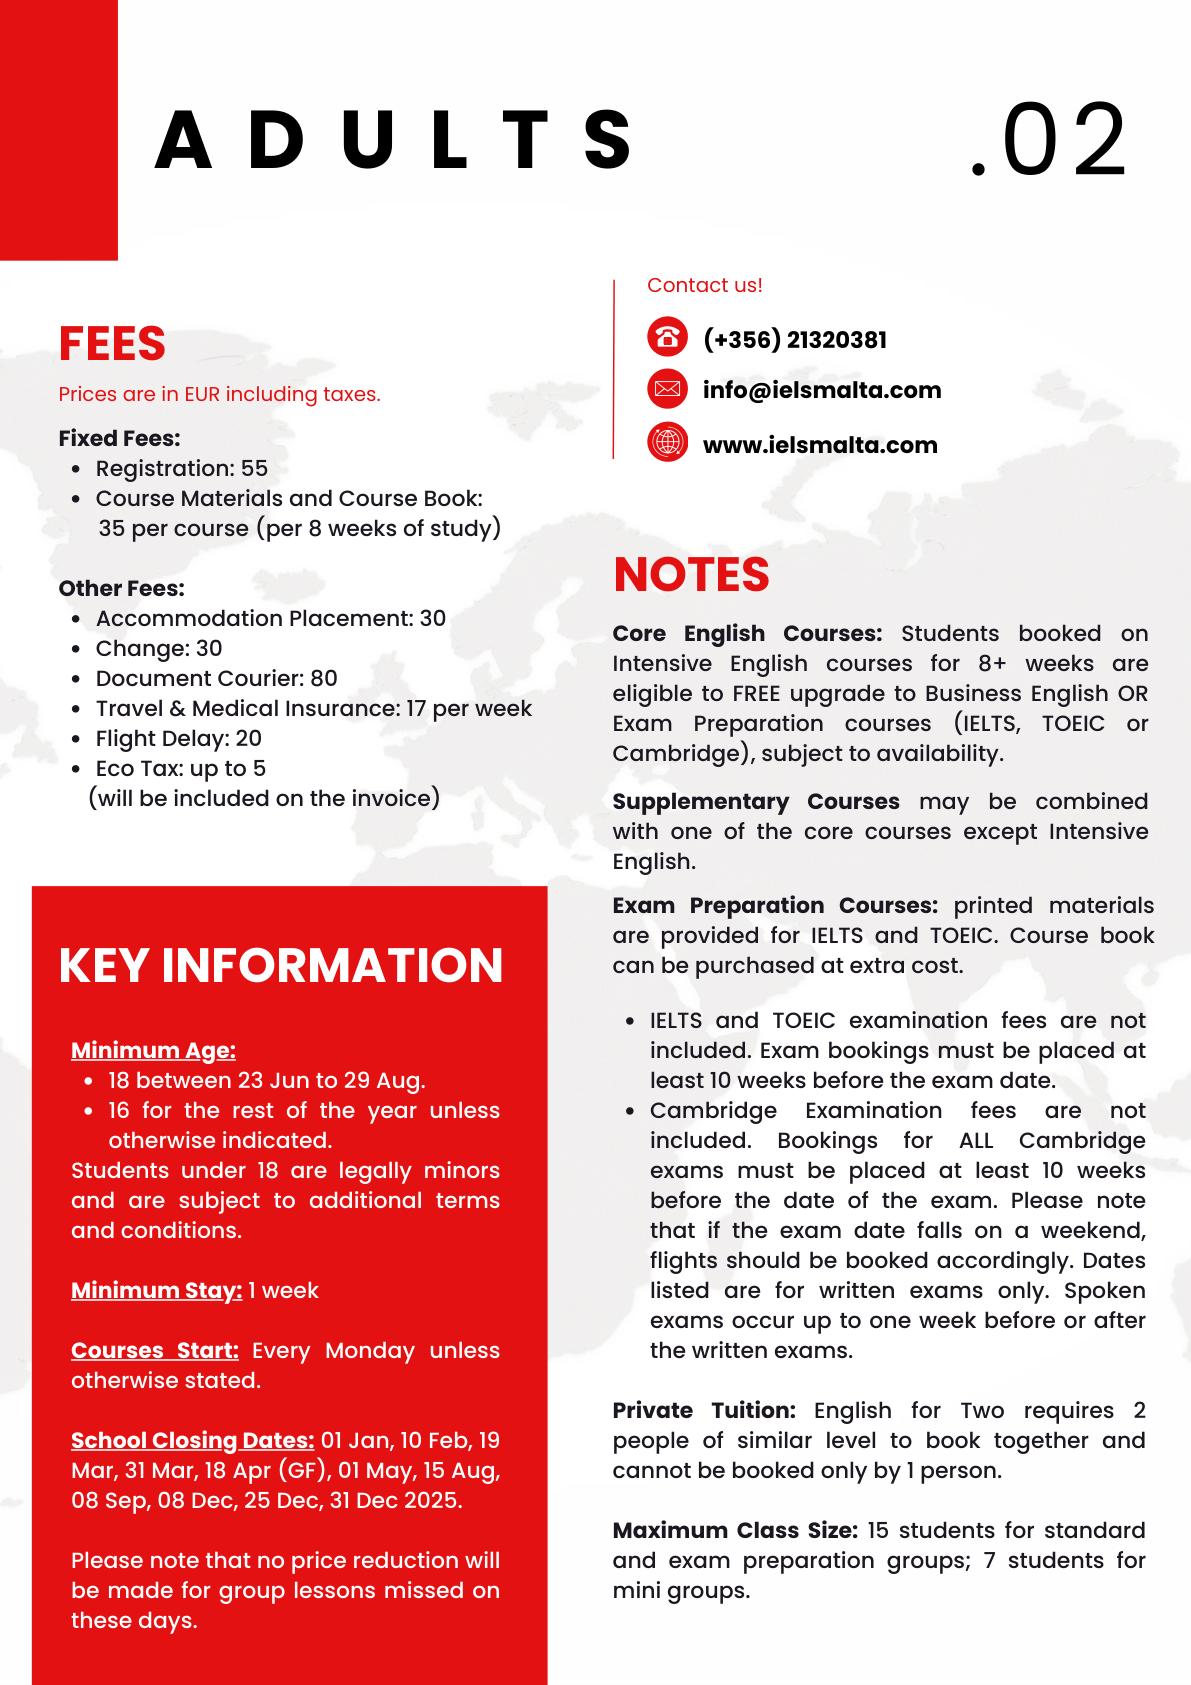 ADULTS
.02
FEES
Prices are in EUR including taxes.
Fixed Fees:
• Registration: 55
• Course Materials and Course Book:
35 per course (per 8 weeks of study)
Other Fees:
• Accommodation Placement: 30
• Change: 30
• Document Courier: 80
• Travel & Medical Insurance: 17 per week
• Flight Delay: 20
• Eco Tax: up to 5
(will be included on the invoice)
KEY INFORMATION
Minimum Age:
• 18 between 23 Jun to 29 Aug.
• 16 for the rest of the year unless
otherwise indicated.
Students under 18 are legally minors
and are subject to additional terms
and conditions.
Minimum Stay: 1 week
Courses Start: Every Monday unless
otherwise stated.
School Closing Dates: 01 Jan, 10 Feb, 19
Mar, 31 Mar, 18 Apr (GF), 01 May, 15 Aug,
08 Sep, 08 Dec, 25 Dec, 31 Dec 2025.
Please note that no price reduction will
be made for group lessons missed on
these days.
Contact us!
(+356) 21320381
info@ielsmalta.com
www.ielsmalta.com
NOTES
Core English Courses: Students booked on
Intensive English courses for 8+ weeks are
eligible to FREE upgrade to Business English OR
Exam Preparation courses (IELTS, TOEIC or
Cambridge), subject to availability.
Supplementary Courses may be combined
with one of the core courses except Intensive
English.
Exam Preparation Courses: printed materials
are provided for IELTS and TOEIC. Course book
can be purchased at extra cost.
• IELTS and TOEIC examination fees are not
included. Exam bookings must be placed at
least 10 weeks before the exam date.
• Cambridge Examination fees are not
included. Bookings for ALL Cambridge
exams must be placed at least 10 weeks
before the date of the exam. Please note
that if the exam date falls on a weekend,
flights should be booked accordingly. Dates
listed are for written exams only. Spoken
exams occur up to one week before or after
the written exams.
Private Tuition: English for Two requires 2
people of similar level to book together and
cannot be booked only by 1 person.
Maximum Class Size: 15 students for standard
and exam preparation groups; 7 students for
mini groups.